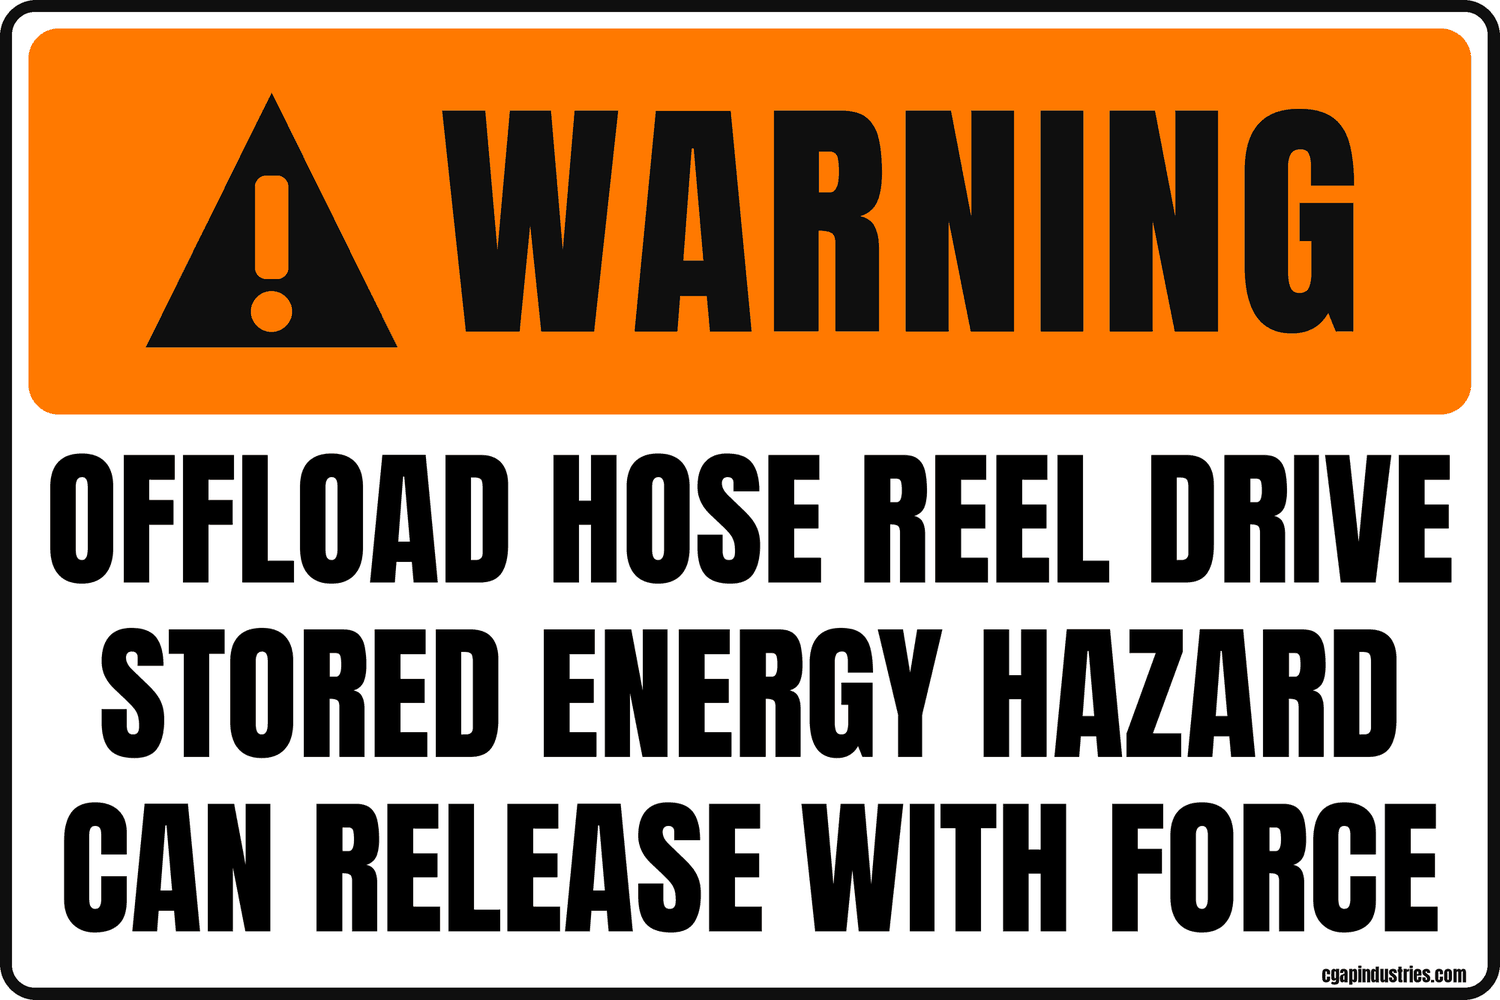 WARNING
OFFLOAD HOSE REEL DRIVE
STORED ENERGY HAZARD
CAN RELEASE WITH FORCE
cgapindustries.com